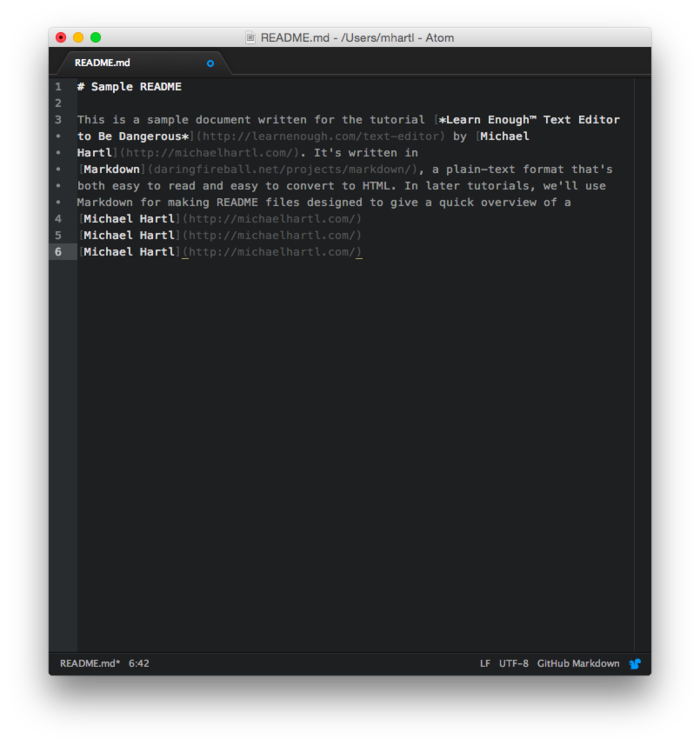 README.md - /Users/mhartl - Atom
README.md
1 # Sample README
2
3 This is a sample document written for the tutorial [*Learn Enough™ Text Editor
• to Be Dangerous*](http://learnenough.com/text-editor) by [Michael
• Hartl](http://michaelhartl.com/). It's written in
• [Markdown](daringfireball.net/projects/markdown/), a plain-text format that's
• both easy to read and easy to convert to HTML. In later tutorials, we'll use
• Markdown for making README files designed to give a quick overview of a
4 [Michael Hartl](http://michaelhartl.com/)
5 [Michael Hartl](http://michaelhartl.com/)
6 [Michael Hartl](http://michaelhartl.com/)
README.md* 6:42 LF UTF-8 GitHub Markdown